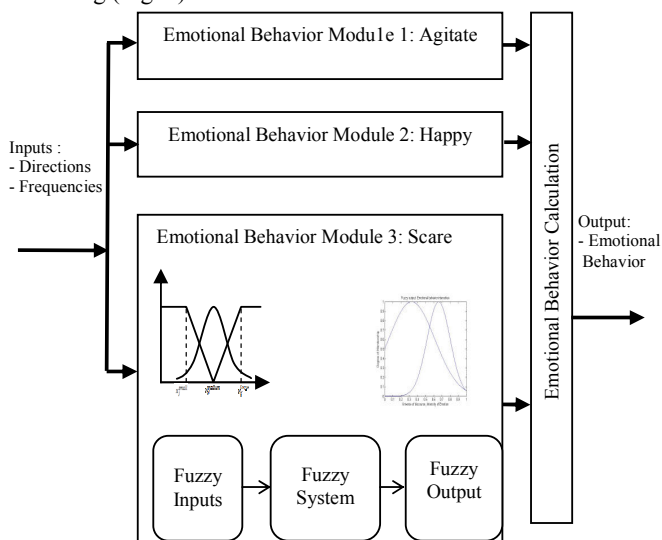 Emotional Behavior Modu1e 1: Agitate
Emotional Behavior Module 2: Happy
Inputs :
- Directions
- Frequencies
Emotional Behavior Module 3: Scare
Fuzzy
Inputs
Fuzzy
System
Fuzzy
Output
Emotional Behavior Calculation
Output:
- Emotional
Behavior